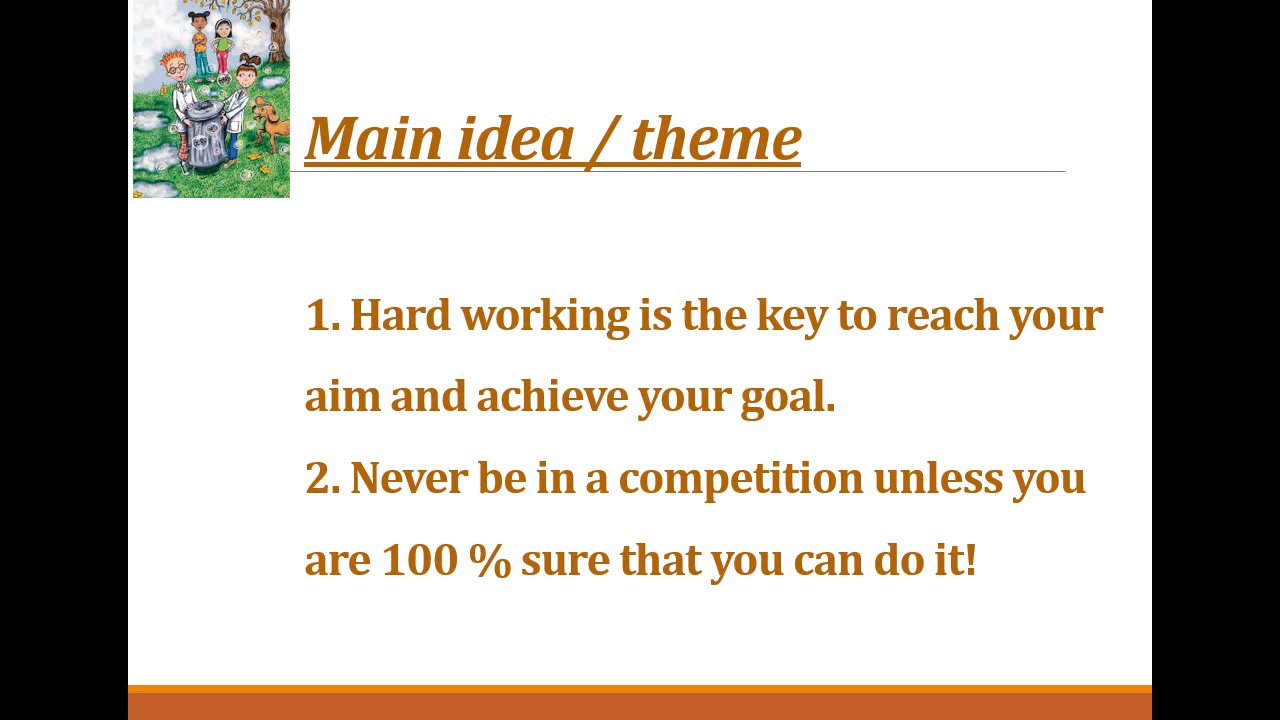 Main idea / theme
1. Hard working is the key to reach your
aim and achieve your goal.
2. Never be in a competition unless you
are 100 % sure that you can do it!